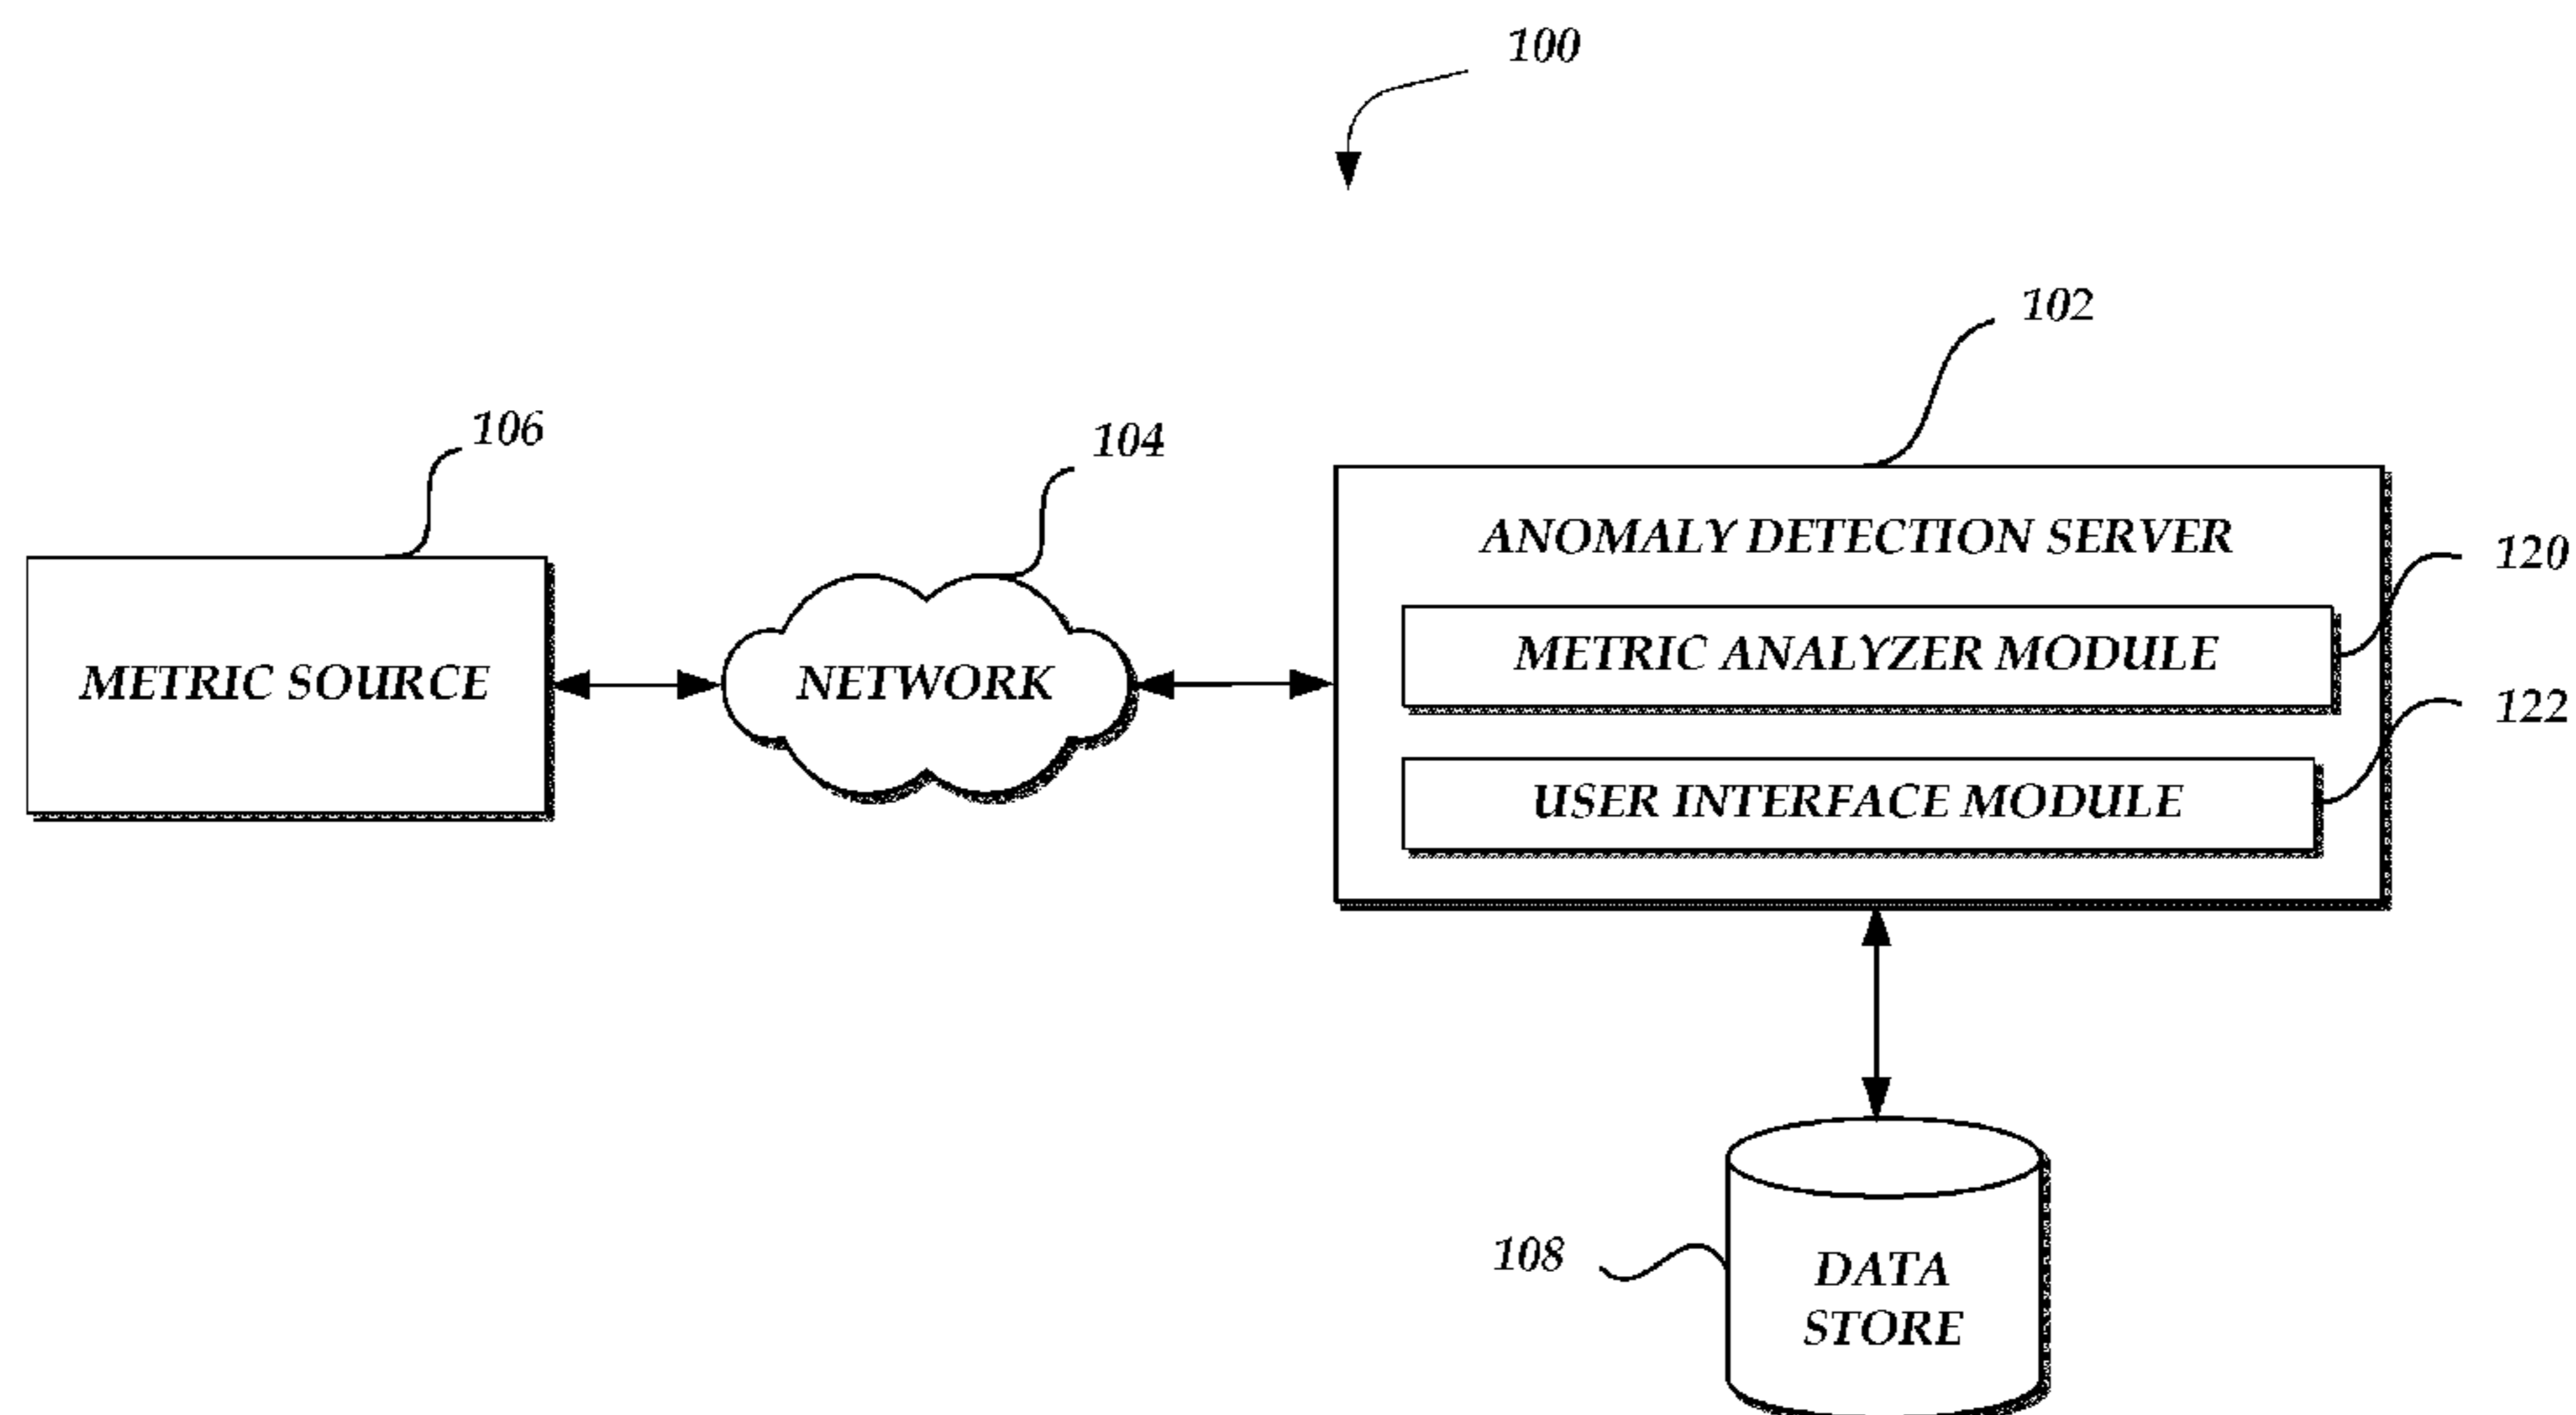 100
102
106
104
ANOMALY DETECTION SERVER
120
METRIC ANALYZER MODULE
METRIC SOURCE
NETWORK
122
USER INTERFACE MODULE
108
DATA
STORE